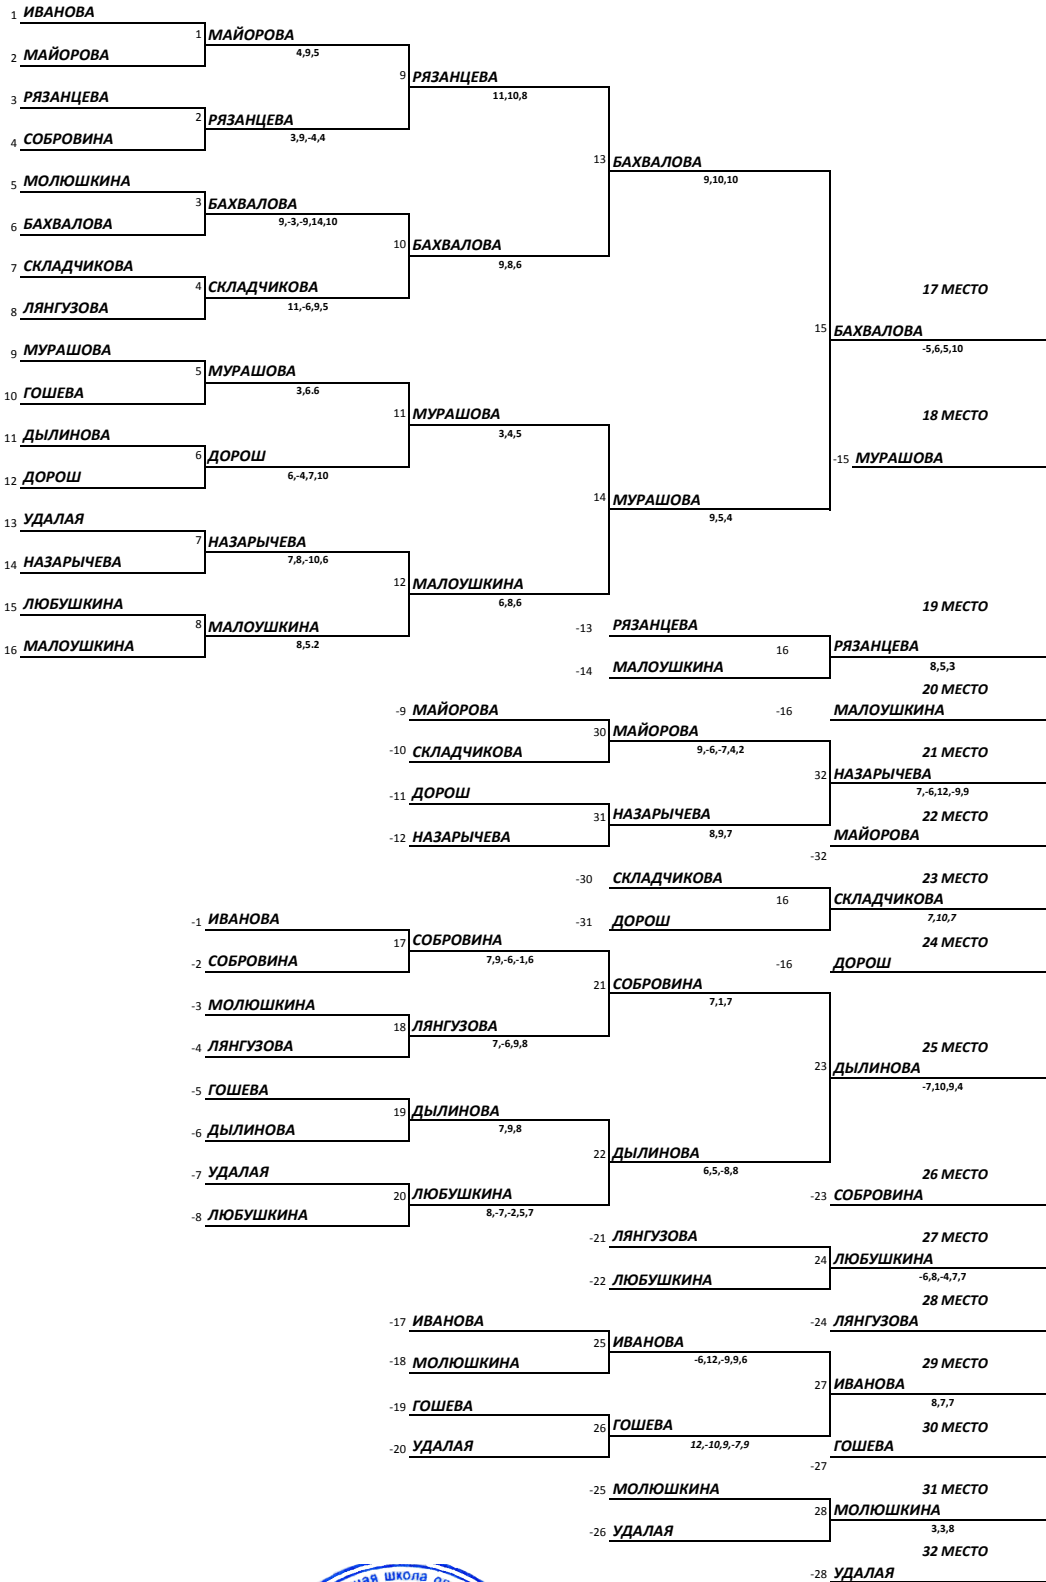 1 ИВАНОВА
1 МАЙОРОВА
2 МАЙОРОВА
4,9,5
9 РЯЗАНЦЕВА
3 РЯЗАНЦЕВА
11,10,8
2 РЯЗАНЦЕВА
4 СОБРОВИНА
3,9,-4,4
13 БАХВАЛОВА
5 МОЛЮШКИНА
9,10,10
3 БАХВАЛОВА
6 БАХВАЛОВА
9,-3,-9,14,10
10 БАХВАЛОВА
7 СКЛАДЧИКОВА
9,8,6
4 СКЛАДЧИКОВА
17 МЕСТО
8 ЛЯНГУЗОВА
11,-6,9,5
15 БАХВАЛОВА
9 МУРАШОВА
-5,6,5,10
5 МУРАШОВА
10 ГОШЕВА
3,6.6
11 МУРАШОВА
18 МЕСТО
11 ДЫЛИНОВА
3,4,5
6 ДОРОШ
-15 МУРАШОВА
12 ДОРОШ
6,-4,7,10
14 МУРАШОВА
13 УДАЛАЯ
9,5,4
7 НАЗАРЫЧЕВА
14 НАЗАРЫЧЕВА
7,8,-10,6
12 МАЛОУШКИНА
15 ЛЮБУШКИНА
6,8,6
19 МЕСТО
8 МАЛОУШКИНА
-13 РЯЗАНЦЕВА
16 МАЛОУШКИНА
8,5.2
16 РЯЗАНЦЕВА
-14 МАЛОУШКИНА
8,5,3
20 МЕСТО
-9 МАЙОРОВА
-16 МАЛОУШКИНА
30 МАЙОРОВА
-10 СКЛАДЧИКОВА
9,-6,-7,4,2
21 МЕСТО
32 НАЗАРЫЧЕВА
-11 ДОРОШ
7,-6,12,-9,9
31 НАЗАРЫЧЕВА
22 МЕСТО
-12 НАЗАРЫЧЕВА
8,9,7
МАЙОРОВА
-32
-30 СКЛАДЧИКОВА
23 МЕСТО
16 СКЛАДЧИКОВА
-1 ИВАНОВА
-31 ДОРОШ
7,10,7
17 СОБРОВИНА
24 МЕСТО
-2 СОБРОВИНА
7,9,-6,-1,6
-16 ДОРОШ
21 СОБРОВИНА
-3 МОЛЮШКИНА
7,1,7
18 ЛЯНГУЗОВА
-4 ЛЯНГУЗОВА
7,-6,9,8
25 МЕСТО
23 ДЫЛИНОВА
-5 ГОШЕВА
-7,10,9,4
19 ДЫЛИНОВА
-6 ДЫЛИНОВА
7,9,8
22 ДЫЛИНОВА
-7 УДАЛАЯ
6,5,-8,8
26 МЕСТО
20 ЛЮБУШКИНА
-23 СОБРОВИНА
-8 ЛЮБУШКИНА
8,-7,-2,5,7
-21 ЛЯНГУЗОВА
27 МЕСТО
24 ЛЮБУШКИНА
-22 ЛЮБУШКИНА
-6,8,-4,7,7
28 МЕСТО
-17 ИВАНОВА
-24 ЛЯНГУЗОВА
25 ИВАНОВА
-18 МОЛЮШКИНА
-6,12,-9,9,6
29 МЕСТО
27 ИВАНОВА
-19 ГОШЕВА
8,7,7
26 ГОШЕВА
30 МЕСТО
-20 УДАЛАЯ
12,-10,9,-7,9
ГОШЕВА
-27
-25 МОЛЮШКИНА
31 МЕСТО
28 МОЛЮШКИНА
-26 УДАЛАЯ
3,3,8
32 МЕСТО
-28 УДАЛАЯ
школа